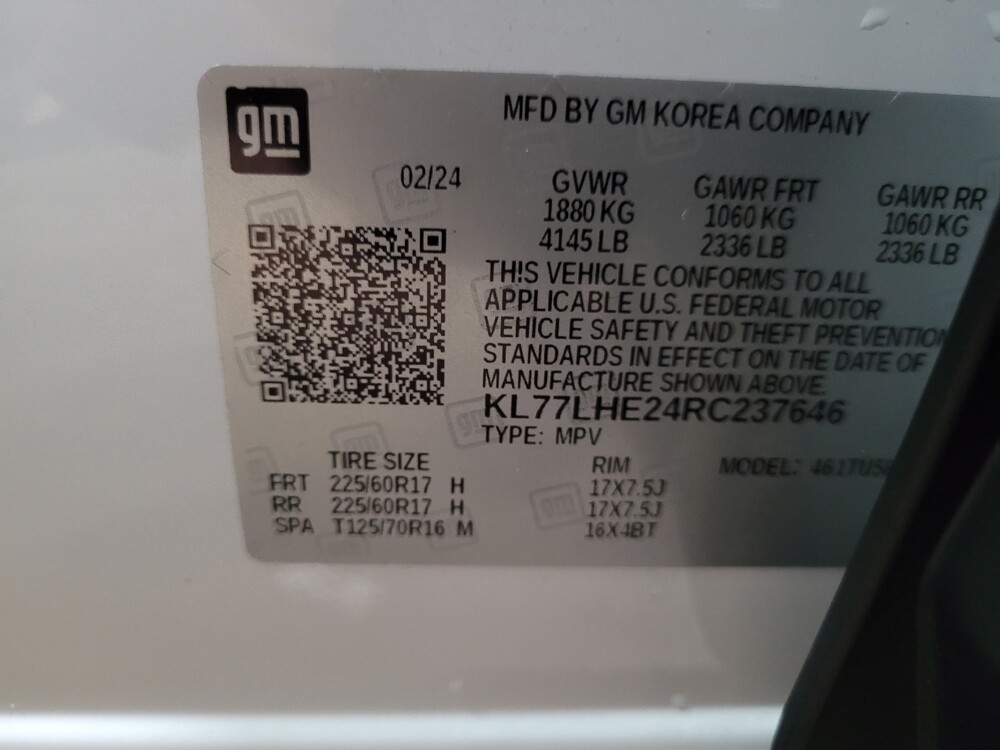 gm
MFD BY GM KOREA COMPANY
02/24
GVWR GAWR FRT GAWR RR
1880 KG 1060 KG 1060 KG
4145 LB 2336 LB 2336 LB
THIS VEHICLE CONFORMS TO ALL
APPLICABLE U.S. FEDERAL MOTOR
VEHICLE SAFETY AND THEFT PREVENTION
STANDARDS IN EFFECT ON THE DATE OF
MANUFACTURE SHOWN ABOVE.
KL77LHE24RC237646
TYPE: MPV
TIRE SIZE RIM MODEL:
FRT 225/60R17 H 17X7.5J
RR 225/60R17 H 17X7.5J
SPA T125/70R16 M 16X4BT